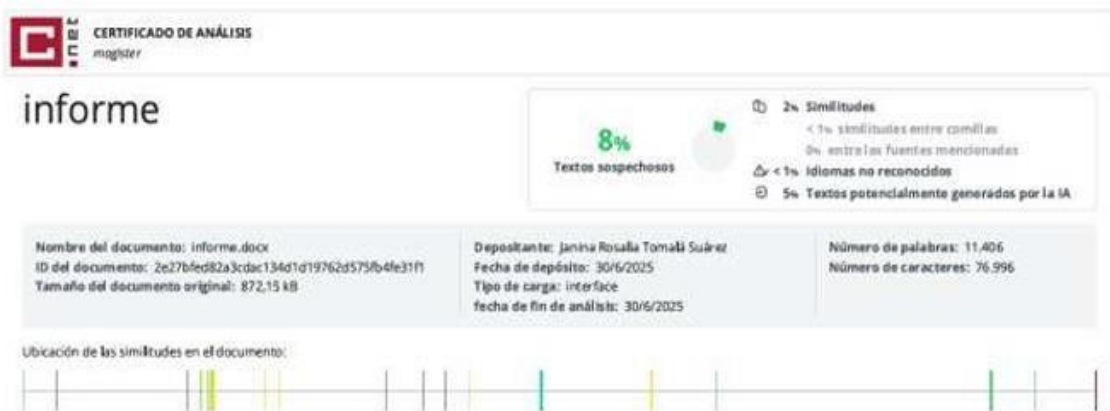 .net
CERTIFICADO DE ANÁLISIS
magister
informe
8%
Textos sospechosos
2% Similitudes
< 1% similitudes entre comillas
0% entre las fuentes mencionadas
< 1% Idiomas no reconocidos
5% Textos potencialmente generados por la IA
Nombre del documento: informe.docx
ID del documento: 2e27bfed82a3cdac134d1d19762d575fb4fe31f1
Tamaño del documento original: 872,15 kB
Depositante: Janina Rosalia Tomalá Suárez
Fecha de depósito: 30/6/2025
Tipo de carga: interface
fecha de fin de análisis: 30/6/2025
Número de palabras: 11.406
Número de caracteres: 76.996
Ubicación de las similitudes en el documento: